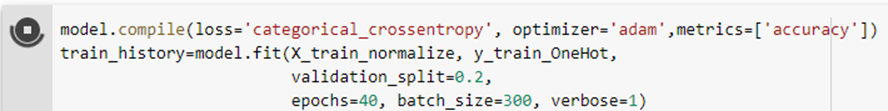 model.compile(loss='categorical_crossentropy', optimizer='adam',metrics=['accuracy'])
train_history=model.fit(X_train_normalize, y_train_OneHot,
validation_split=0.2,
epochs=40, batch_size=300, verbose=1)